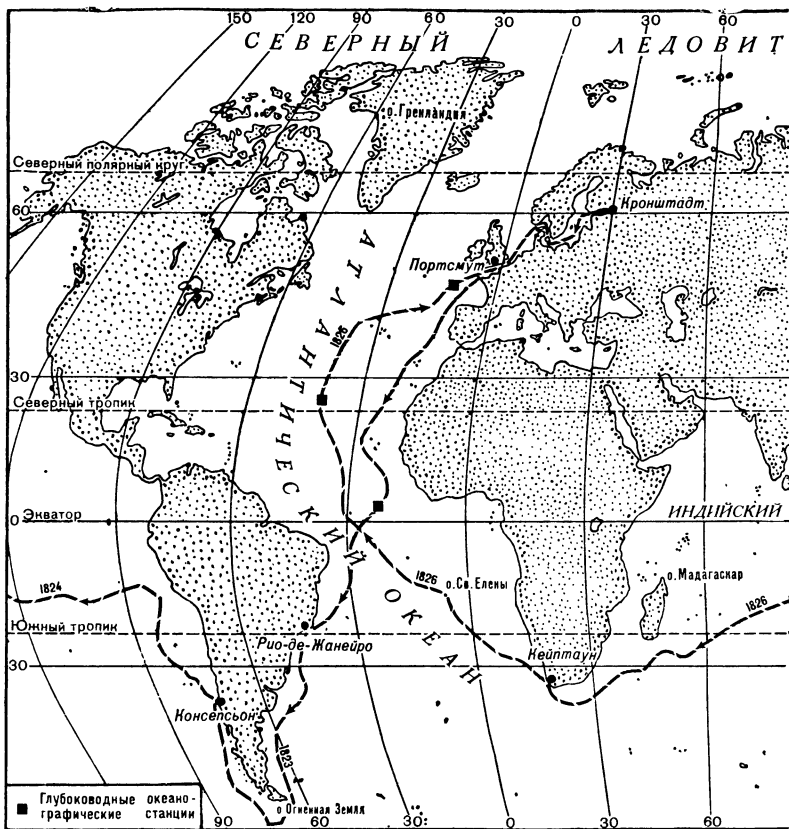 150 120 90 60 30 0 30 60
СЕВЕРНЫЙ ЛЕДОВИТ
о. Гренландия
Северный полярный круг
60
Кронштадт
Портсмут
АТЛАНТИЧЕСКИЙ ОКЕАН
1826
30
Северный тропик
Экватор
0
ИНДИЙСКИЙ
1824
1826
о. Св. Елены
о. Мадагаскар
1826
Южный тропик
Рио-де-Жанейро
Кейптаун
30
Консепсьон
1823
Глубоководные океано-
графические станции
о Огненная Земля
90 60 30 0 30 60